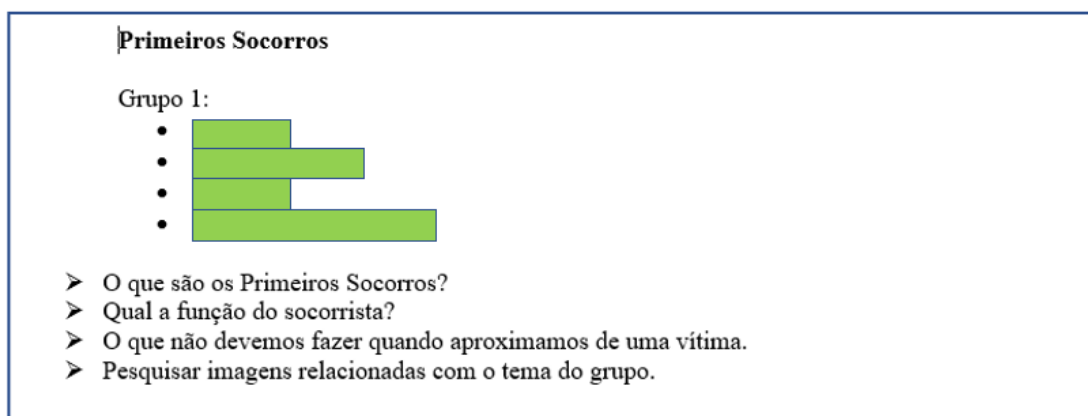 Primeiros Socorros
Grupo 1:
O que são os Primeiros Socorros?
Qual a função do socorrista?
O que não devemos fazer quando aproximamos de uma vítima.
Pesquisar imagens relacionadas com o tema do grupo.